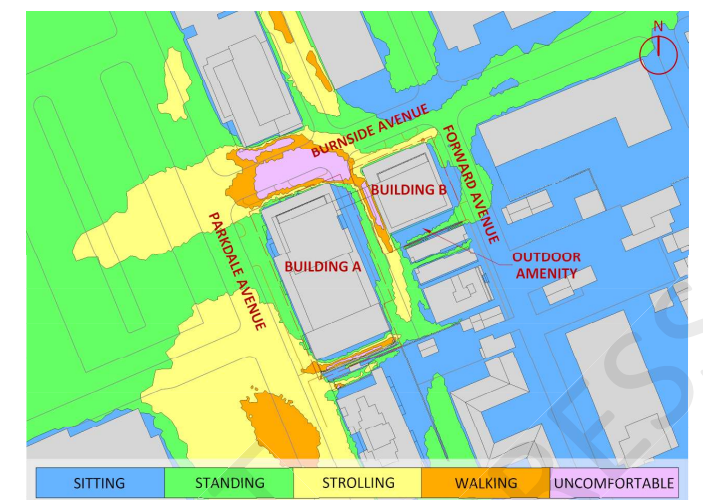 N
BURNSIDE AVENUE
FORWARD AVENUE
BUILDING B
PARKDALE AVENUE
BUILDING A
OUTDOOR
AMENITY
SITTING
STANDING
STROLLING
WALKING
UNCOMFORTABLE